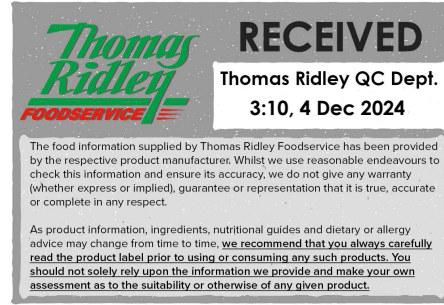 Thomas
Ridley
FOODSERVICE
RECEIVED
Thomas Ridley QC Dept.
3:10, 4 Dec 2024
The food information supplied by Thomas Ridley Foodservice has been provided
by the respective product manufacturer. Whilst we use reasonable endeavours to
check this information and ensure its accuracy, we do not give any warranty
(whether express or implied), guarantee or representation that it is true, accurate
or complete in any respect.
As product information, ingredients, nutritional guides and dietary or allergy
advice may change from time to time, we recommend that you always carefully
read the product label prior to using or consuming any such products. You
should not solely rely upon the information we provide and make your own
assessment as to the suitability or otherwise of any given product.